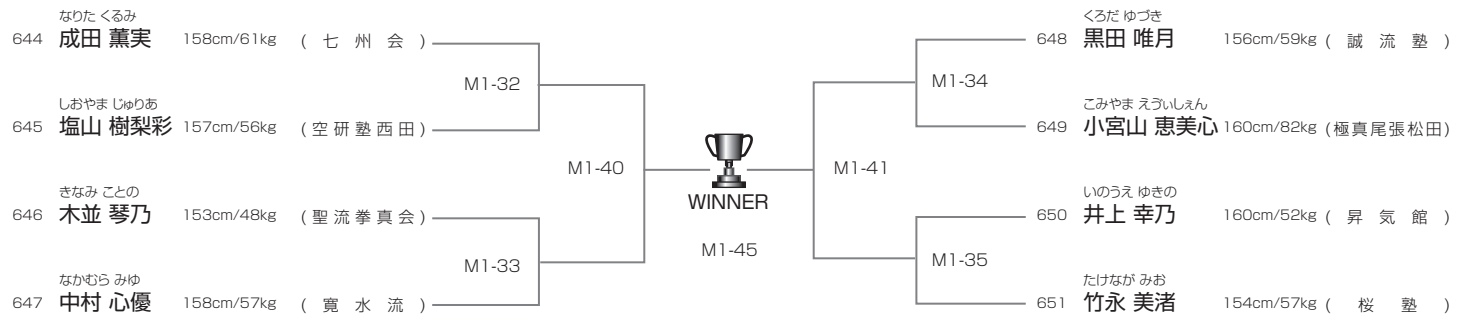 なりた くるみ
644 成田 薫実 158cm/61kg (七州会)
M1-32
しおやま じゅりあ
645 塩山 樹梨彩 157cm/56kg (空研塾西田)
M1-40
きなみ ことの
646 木並 琴乃 153cm/48kg (聖流拳真会)
M1-33
なかむら みゆ
647 中村 心優 158cm/57kg (寛水流)
WINNER
M1-45
くろだ ゆづき
648 黒田 唯月 156cm/59kg (誠流塾)
M1-34
こみやま えづぃしぇん
649 小宮山 恵美心 160cm/82kg (極真尾張松田)
M1-41
いのうえ ゆきの
650 井上 幸乃 160cm/52kg (昇気館)
M1-35
たけなが みお
651 竹永 美渚 154cm/57kg (桜塾)